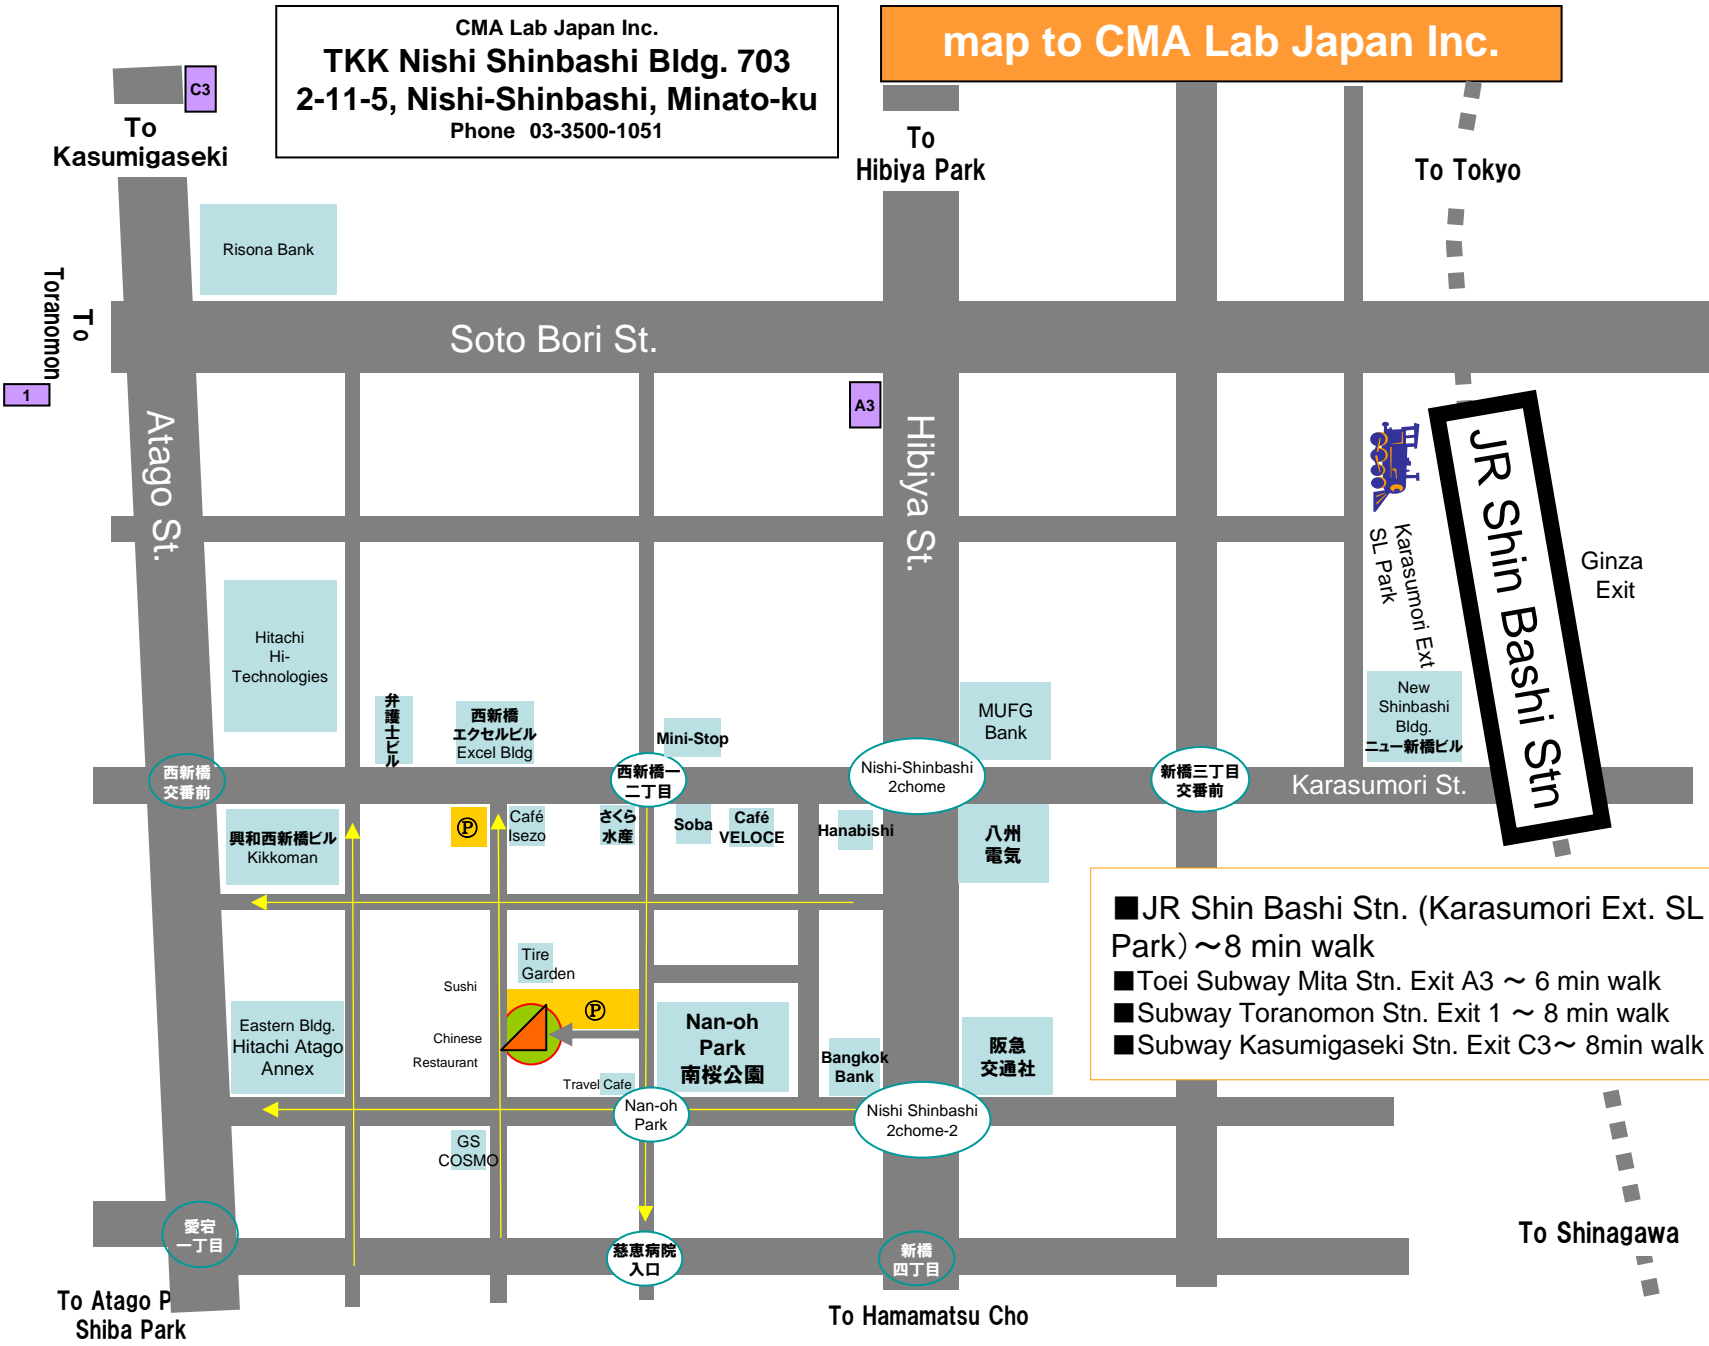 CMA Lab Japan Inc.
TKK Nishi Shinbashi Bldg. 703
2-11-5, Nishi-Shinbashi, Minato-ku
Phone 03-3500-1051
map to CMA Lab Japan Inc.
C3
To
Kasumigaseki
To
Hibiya Park
To Tokyo
Risona Bank
To
Toranomon
1
Soto Bori St.
A3
Atago St.
Hibiya St.
JR Shin Bashi Stn
Karasumori Ext
SL Park
Ginza
Exit
Hitachi
Hi-
Technologies
弁護士ビル
西新橋
エクセルビル
Excel Bldg
Mini-Stop
MUFG
Bank
New
Shinbashi
Bldg.
ニュー新橋ビル
西新橋
交番前
西新橋一
二丁目
Nishi-Shinbashi
2chome
新橋三丁目
交番前
Karasumori St.
興和西新橋ビル
Kikkoman
Ⓟ
Café
Isezo
さくら
水産
Soba
Café
VELOCE
Hanabishi
八州
電気
■JR Shin Bashi Stn. (Karasumori Ext. SL
Park)～8 min walk
■Toei Subway Mita Stn. Exit A3 ～ 6 min walk
■Subway Toranomon Stn. Exit 1 ～ 8 min walk
■Subway Kasumigaseki Stn. Exit C3～ 8min walk
Tire
Garden
Sushi
Ⓟ
Chinese
Restaurant
Eastern Bldg.
Hitachi Atago
Annex
Nan-oh
Park
南桜公園
Bangkok
Bank
阪急
交通社
Travel Cafe
Nan-oh
Park
Nishi Shinbashi
2chome-2
GS
COSMO
愛宕
一丁目
慈恵病院
入口
新橋
四丁目
To Shinagawa
To Atago P
Shiba Park
To Hamamatsu Cho